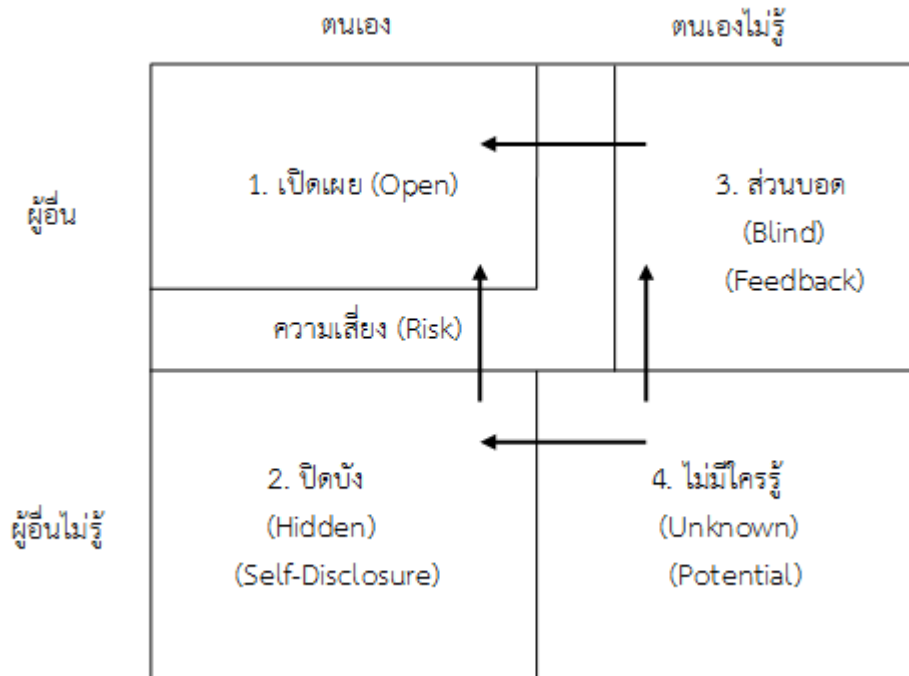 ตนเอง
ตนเองไม่รู้
ผู้อื่น
1. เปิดเผย (Open)
3. ส่วนบอด
(Blind)
(Feedback)
ความเสี่ยง (Risk)
ผู้อื่นไม่รู้
2. ปิดบัง
(Hidden)
(Self-Disclosure)
4. ไม่มีใครรู้
(Unknown)
(Potential)